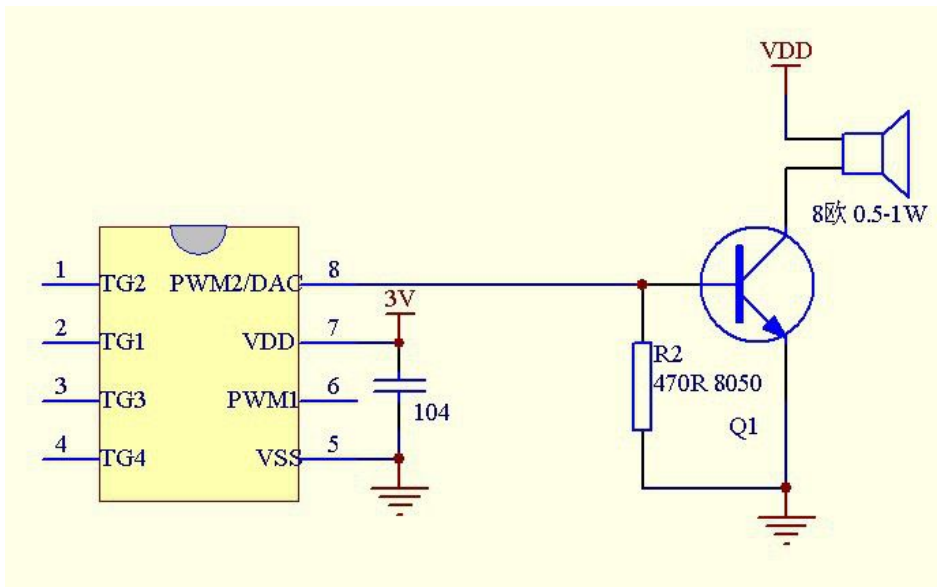 VDD
8欧 0.5-1W
1 TG2 PWM2/DAC 8
3V
2 TG1 VDD 7
3 TG3 PWM1 6
104
4 TG4 VSS 5
R2
470R 8050
Q1